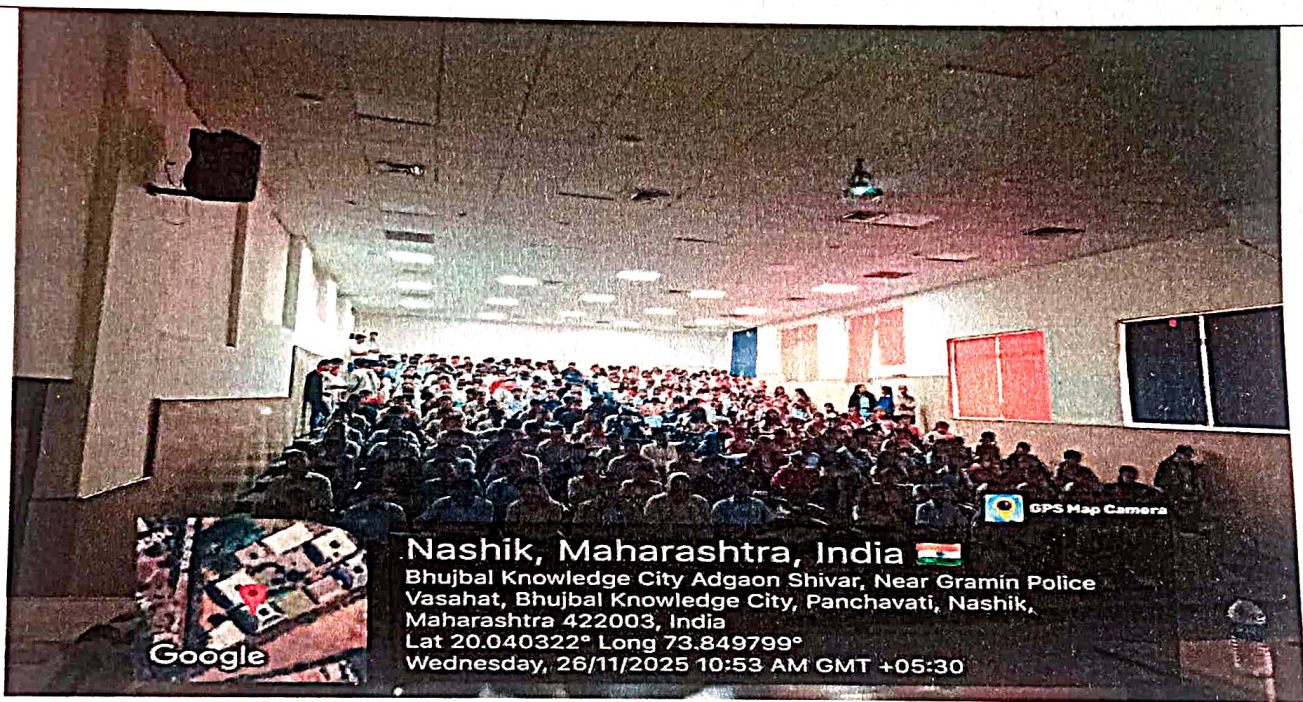 GPS Map Camera
Nashik, Maharashtra, India
Bhujbal Knowledge City Adgaon Shivar, Near Gramin Police
Vasahat, Bhujbal Knowledge City, Panchavati, Nashik,
Maharashtra 422003, India
Lat 20.040322° Long 73.849799°
Wednesday, 26/11/2025 10:53 AM GMT +05:30
Google